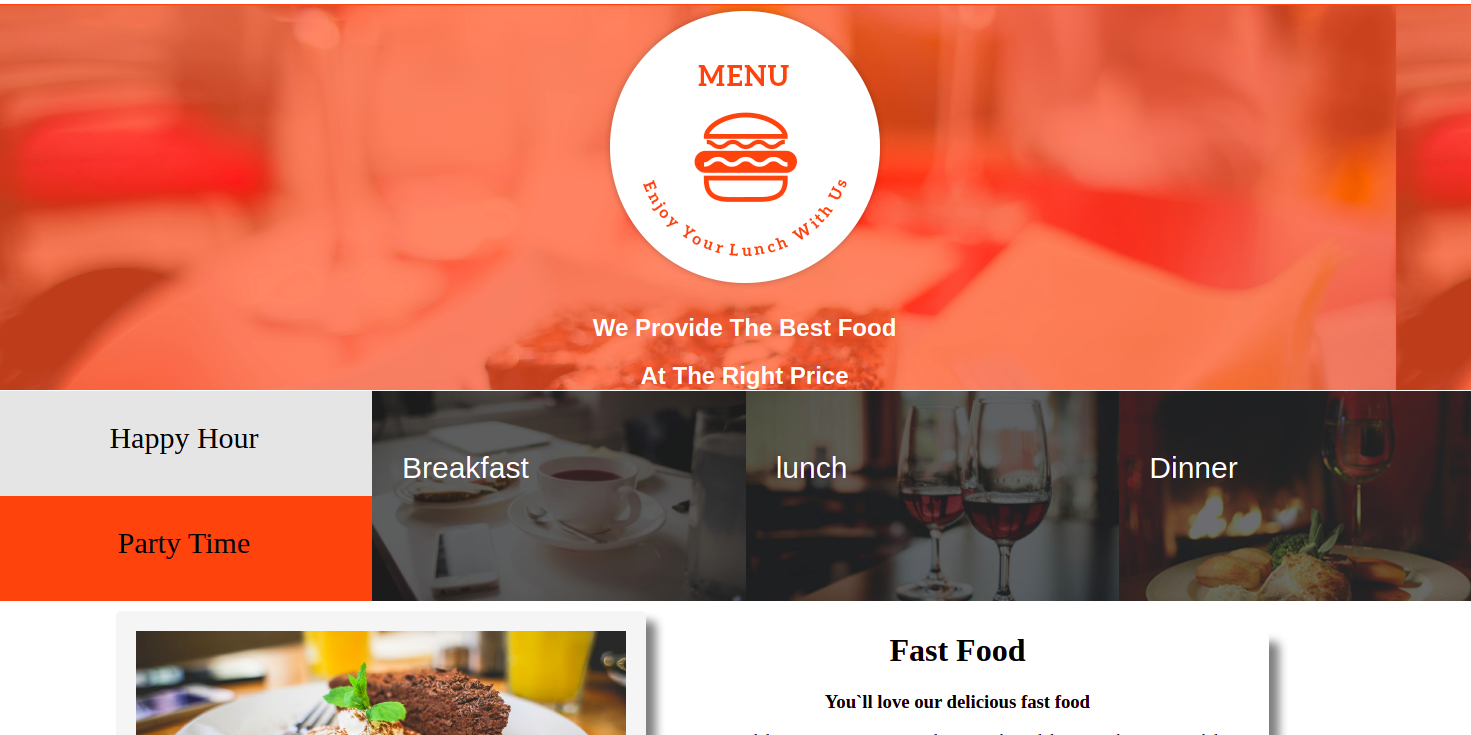 MENU
Enjoy Your Lunch With Us
We Provide The Best Food
At The Right Price
Happy Hour
Party Time
Breakfast
lunch
Dinner
Fast Food
You`ll love our delicious fast food